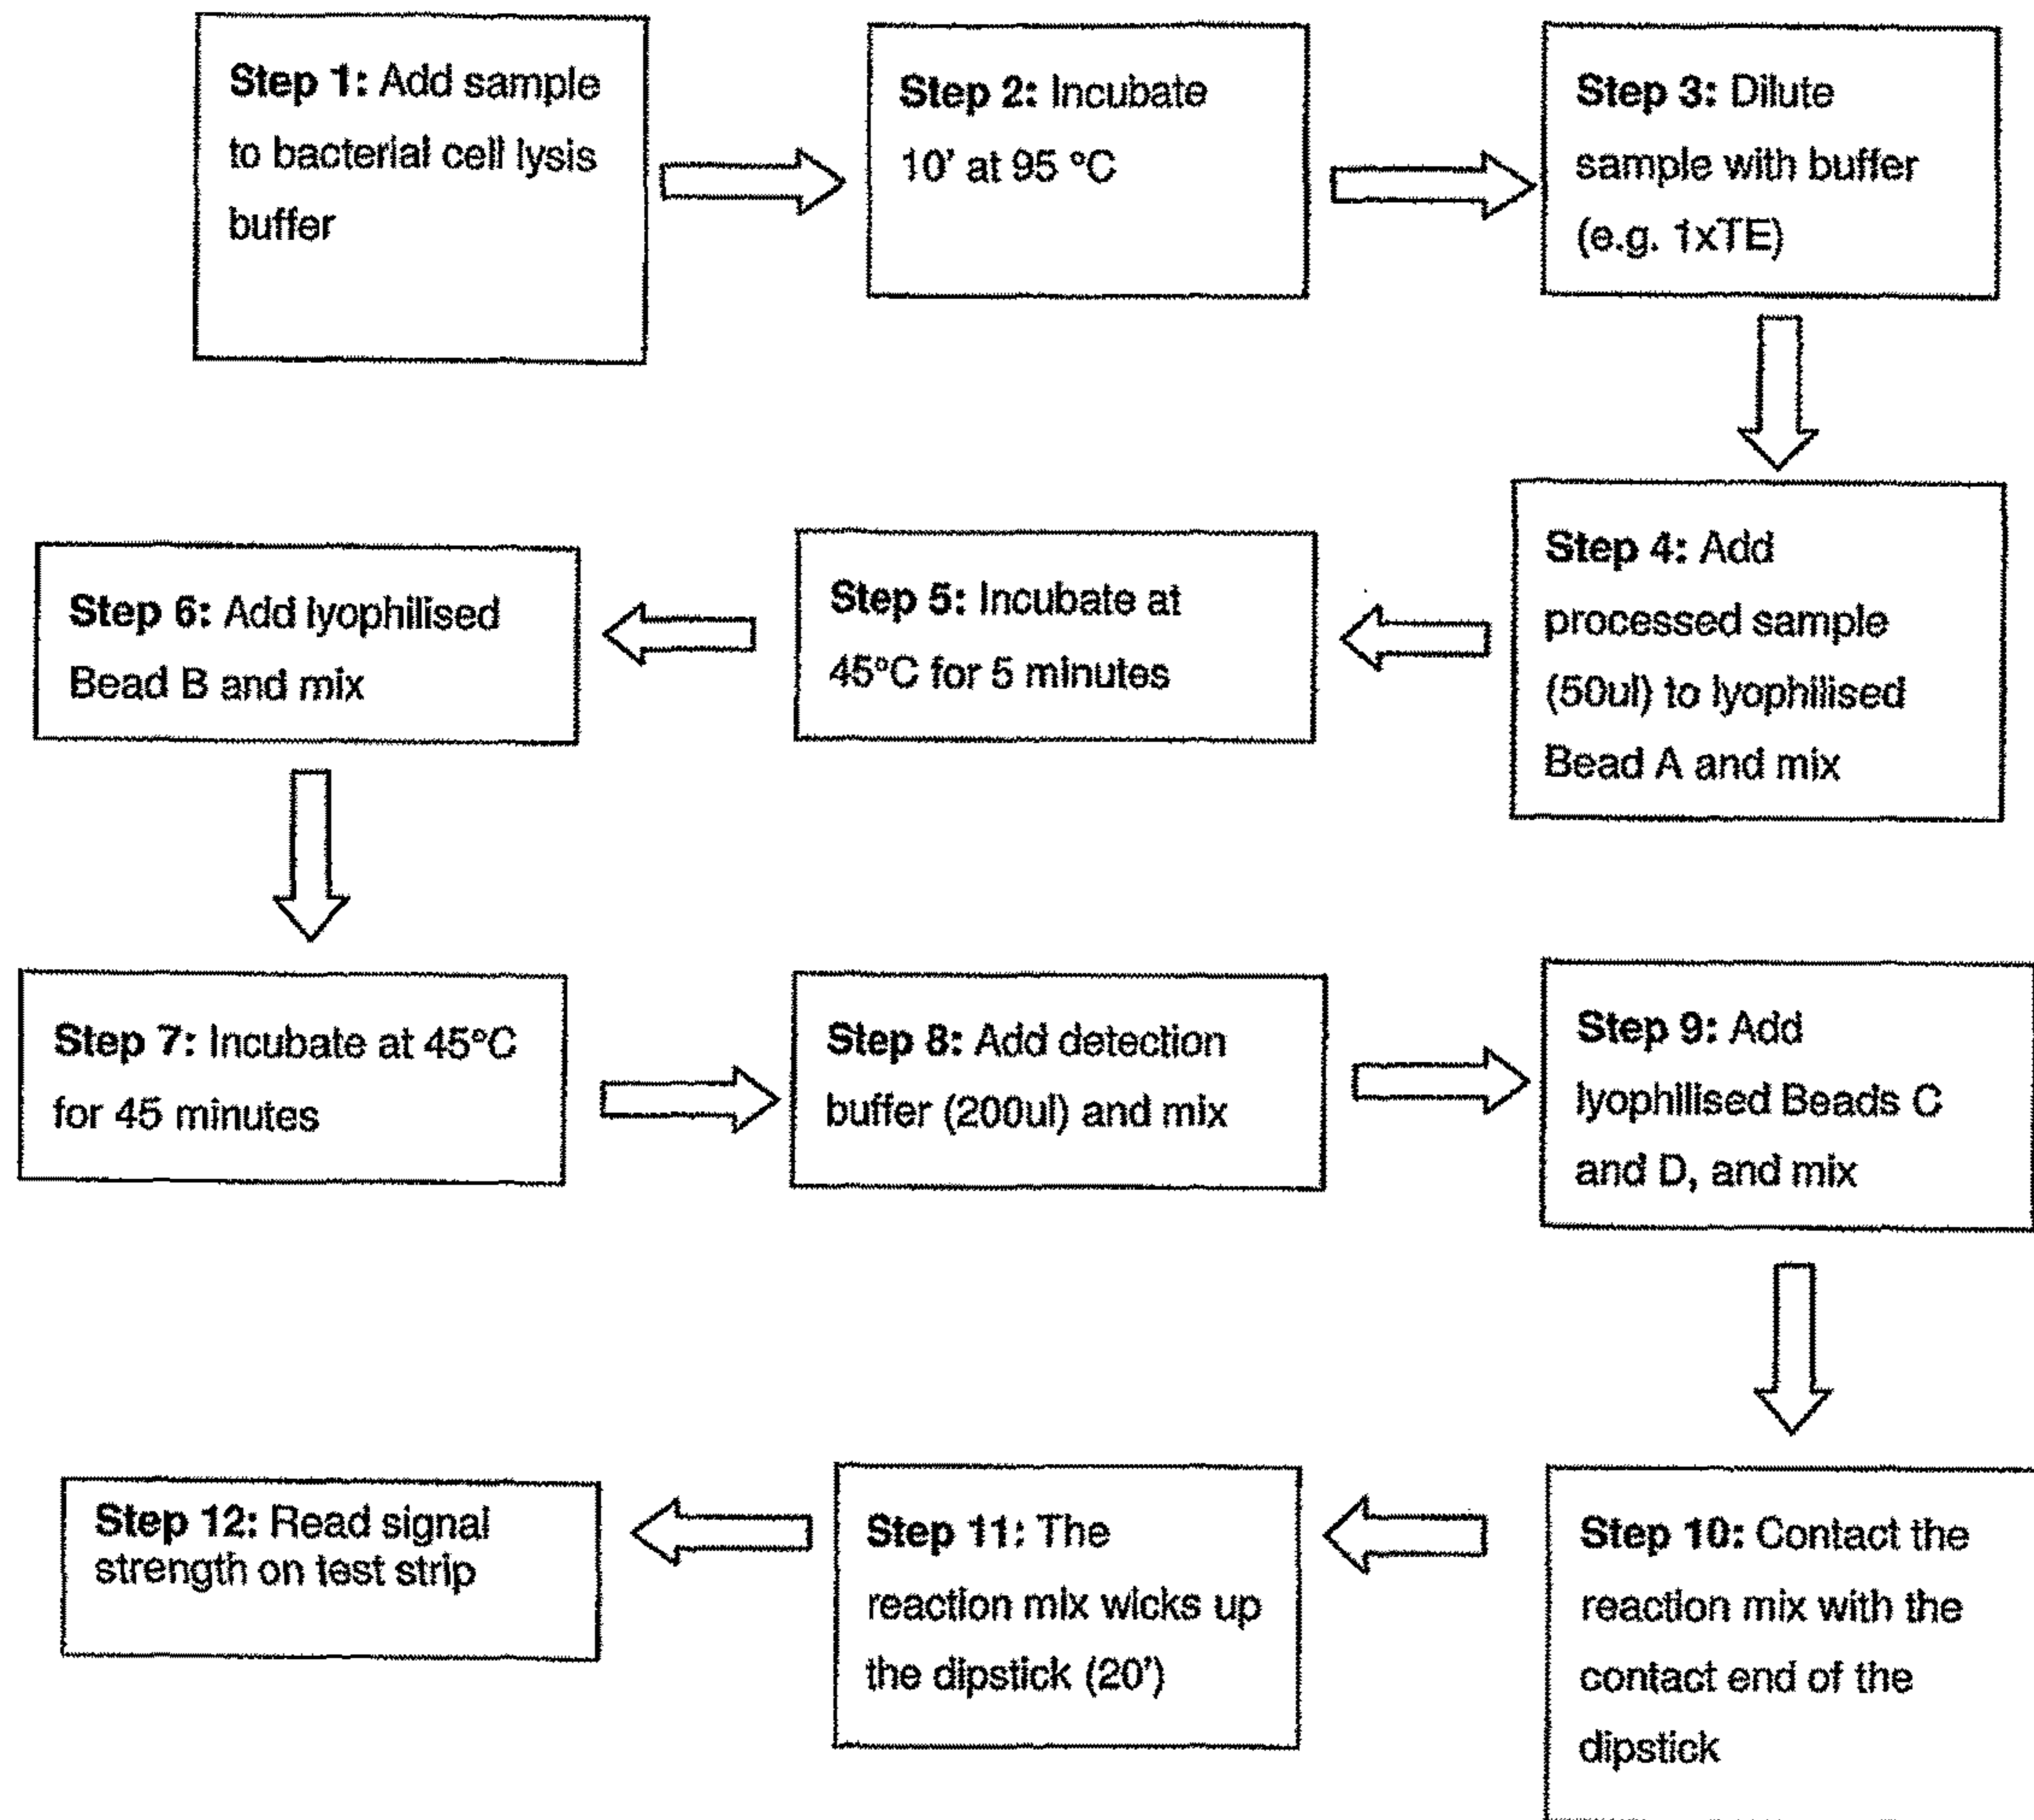 Step 1: Add sample
to bacterial cell lysis
buffer
Step 2: Incubate
10' at 95 °C
Step 3: Dilute
sample with buffer
(e.g. 1xTE)
Step 4: Add
processed sample
(50ul) to lyophilised
Bead A and mix
Step 5: Incubate at
45°C for 5 minutes
Step 6: Add lyophilised
Bead B and mix
Step 7: Incubate at 45°C
for 45 minutes
Step 8: Add detection
buffer (200ul) and mix
Step 9: Add
lyophilised Beads C
and D, and mix
Step 10: Contact the
reaction mix with the
contact end of the
dipstick
Step 11: The
reaction mix wicks up
the dipstick (20')
Step 12: Read signal
strength on test strip